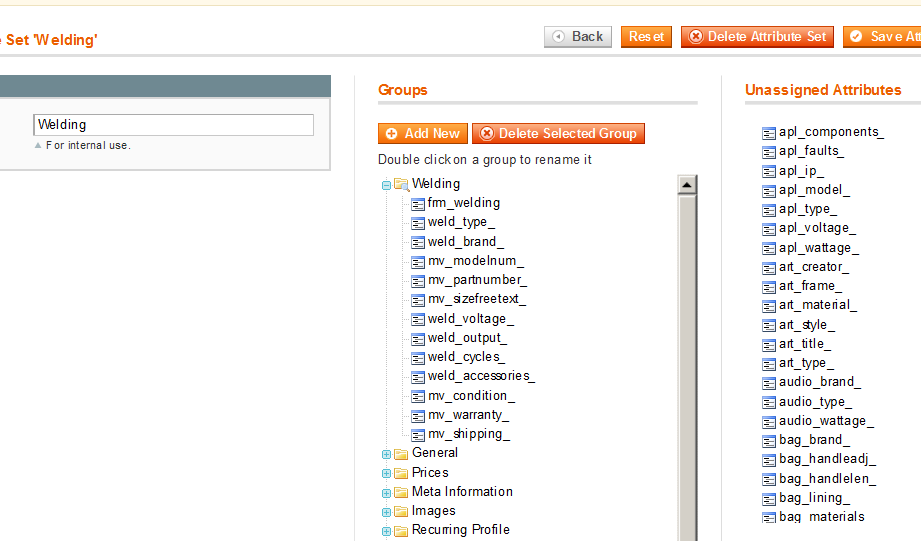 Set 'Welding'
Back
Reset
Delete Attribute Set
Save
Welding
For internal use.
Groups
Add New
Delete Selected Group
Double click on a group to rename it
Welding
frm_welding
weld_type_
weld_brand_
mv_modelnum_
mv_partnumber_
mv_sizefreetext_
weld_voltage_
weld_output_
weld_cycles_
weld_accessories_
mv_condition_
mv_warranty_
mv_shipping_
General
Prices
Meta Information
Images
Recurring Profile
Unassigned Attributes
apl_components_
apl_faults_
apl_ip_
apl_model_
apl_type_
apl_voltage_
apl_wattage_
art_creator_
art_frame_
art_material_
art_style_
art_title_
art_type_
audio_brand_
audio_type_
audio_wattage_
bag_brand_
bag_handleadj_
bag_handlelen_
bag_lining_
bag_materials